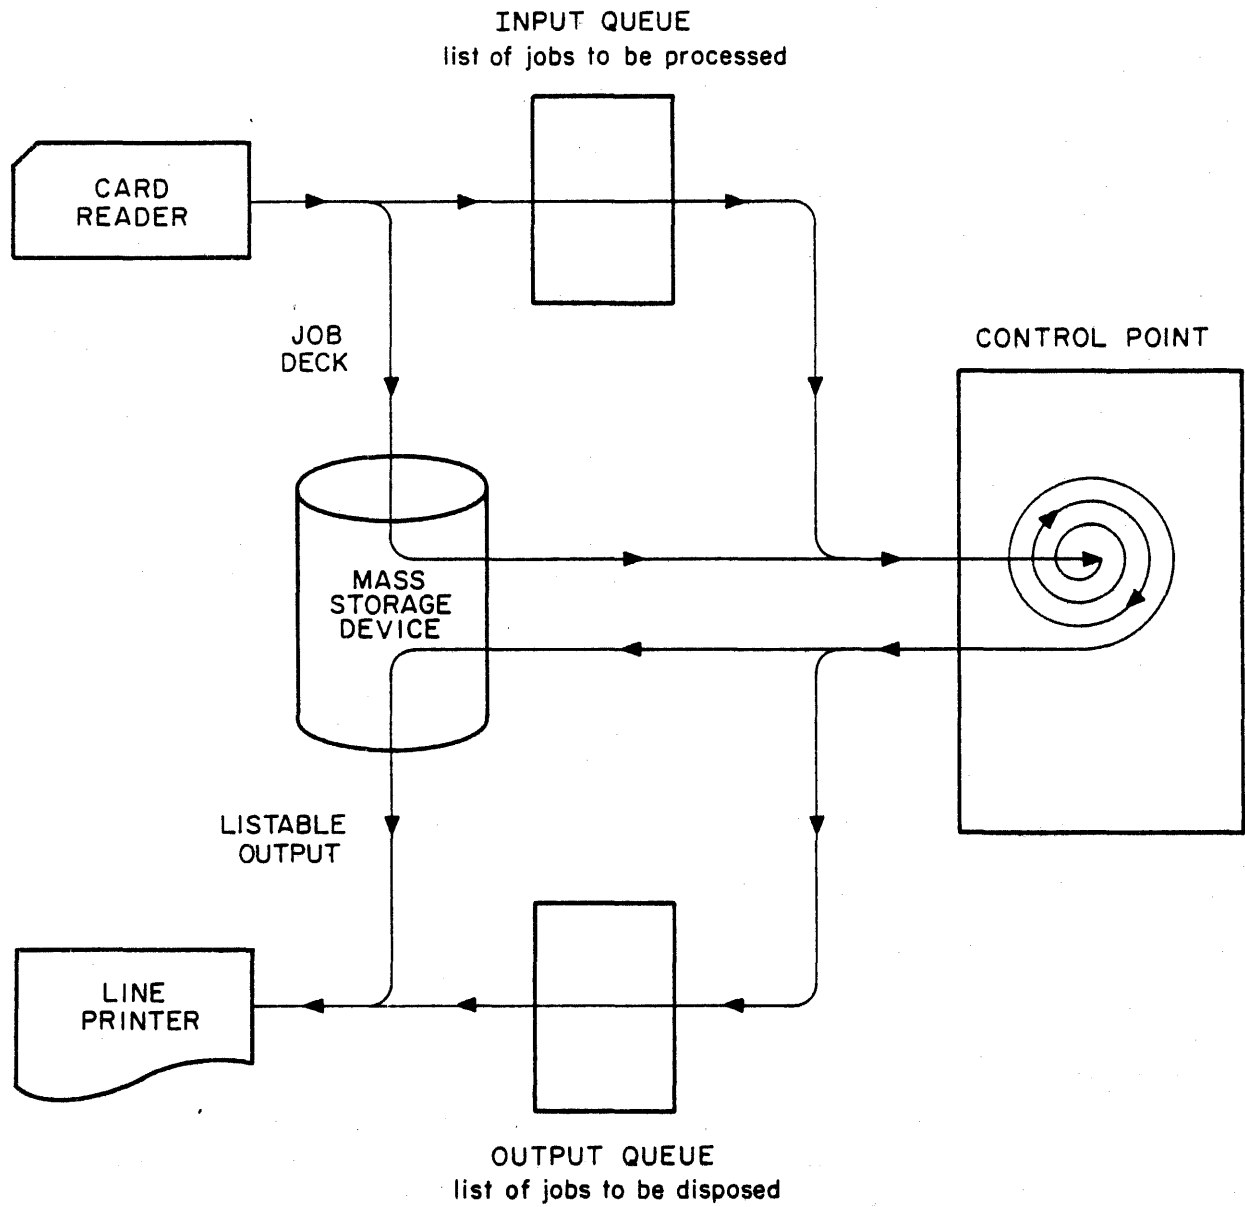 INPUT QUEUE
list of jobs to be processed
CARD
READER
JOB
DECK
CONTROL POINT
MASS
STORAGE
DEVICE
LISTABLE
OUTPUT
LINE
PRINTER
OUTPUT QUEUE
list of jobs to be disposed